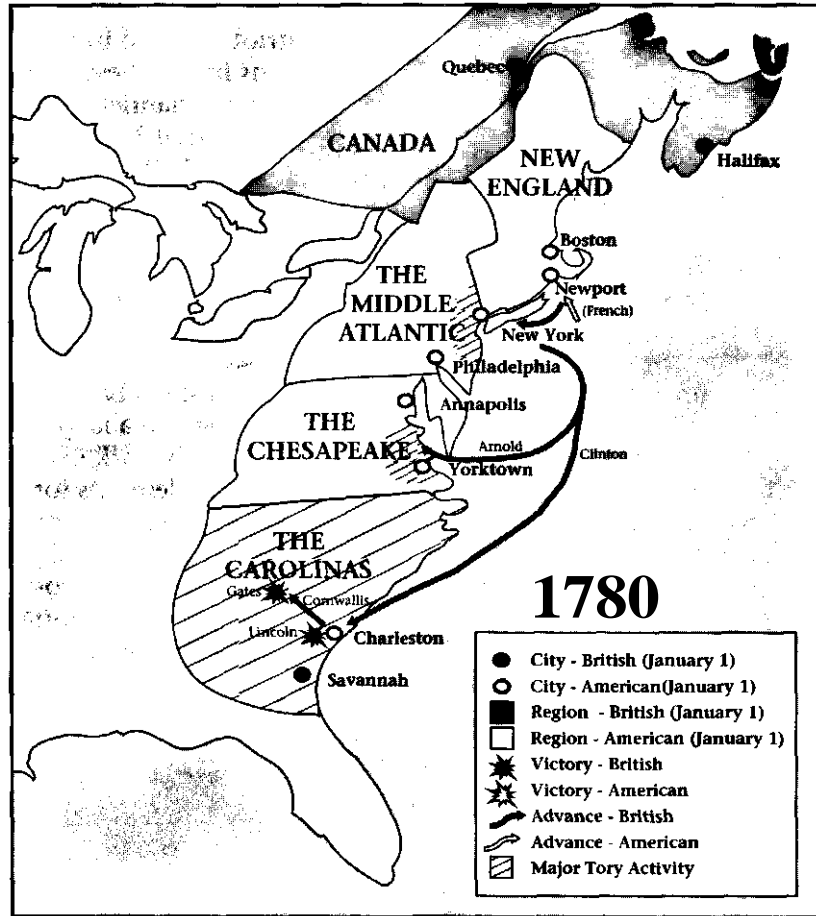 Quebec
CANADA
NEW
ENGLAND
Halifax
Boston
Newport
(French)
THE
MIDDLE
ATLANTIC
New York
Philadelphia
Annapolis
THE
CHESAPEAKE
Arnold
Yorktown
Clinton
THE
CAROLINAS
Gates
Cornwallis
Lincoln
Charleston
Savannah
1780
City - British (January 1)
City - American(January 1)
Region - British (January 1)
Region - American (January 1)
Victory - British
Victory - American
Advance - British
Advance - American
Major Tory Activity